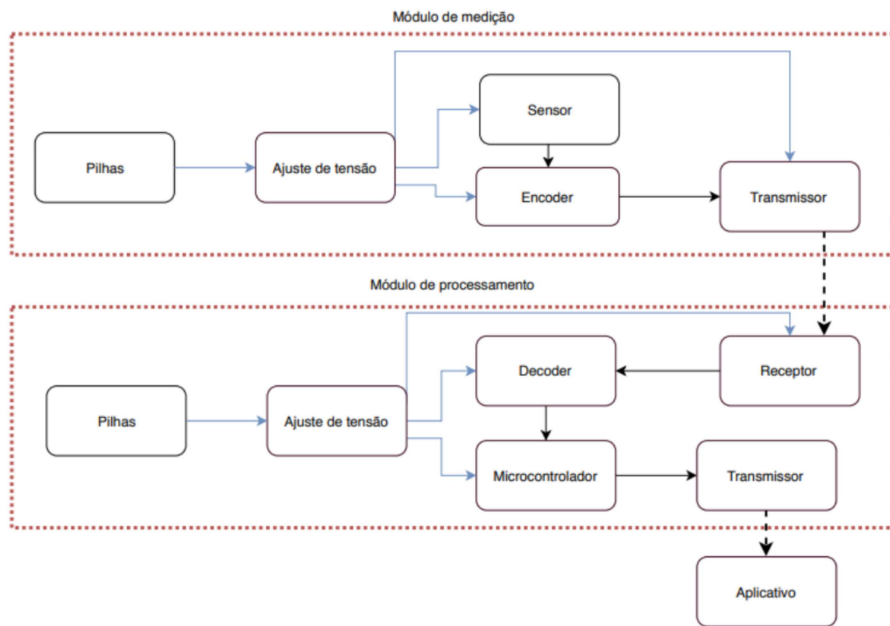 Módulo de medição
Sensor
Pilhas
Ajuste de tensão
Encoder
Transmissor
Módulo de processamento
Decoder
Receptor
Pilhas
Ajuste de tensão
Microcontrolador
Transmissor
Aplicativo